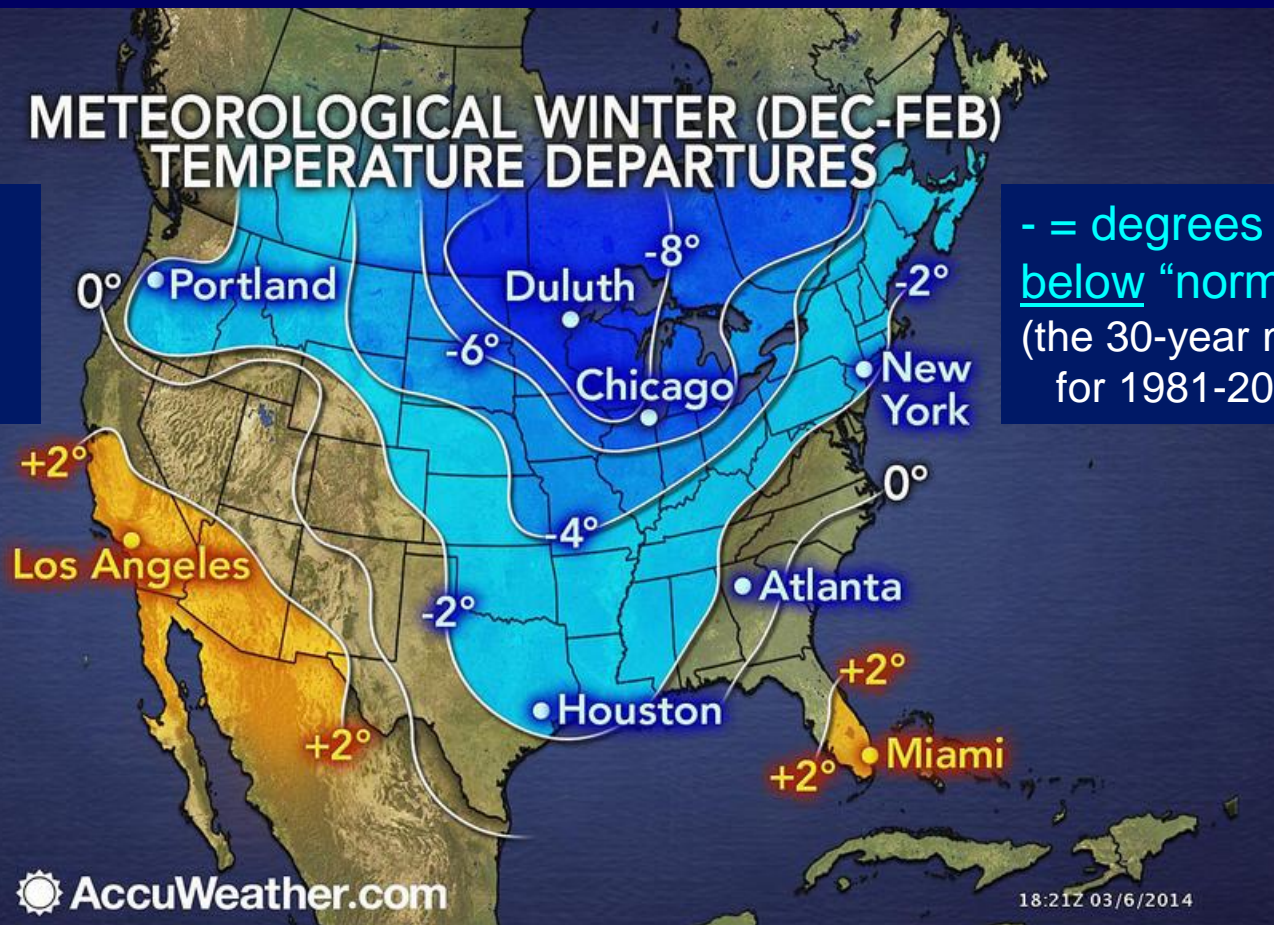 METEOROLOGICAL WINTER (DEC-FEB)
TEMPERATURE DEPARTURES
- = degrees
below “norm
(the 30-year
for 1981-20
-8°
Duluth
-2°
0°
Portland
-6°
Chicago
New
York
+2°
0°
-4°
Los Angeles
Atlanta
-2°
+2°
Houston
+2°
Miami
+2°
AccuWeather.com
18:21Z 03/6/2014